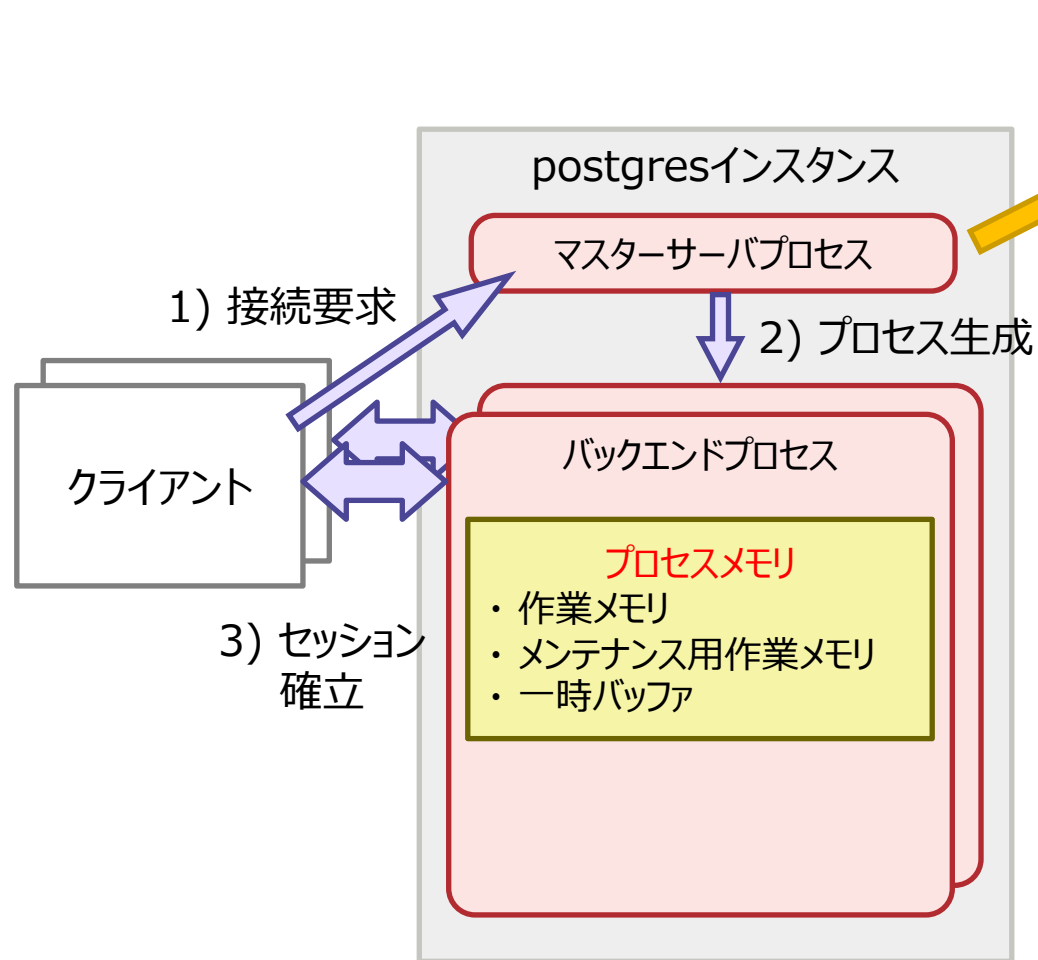 postgresインスタンス
マスターサーバプロセス
1) 接続要求
2) プロセス生成
クライアント
バックエンドプロセス
プロセスメモリ
・ 作業メモリ
・ メンテナンス用作業メモリ
・ 一時バッファ
3) セッション
確立